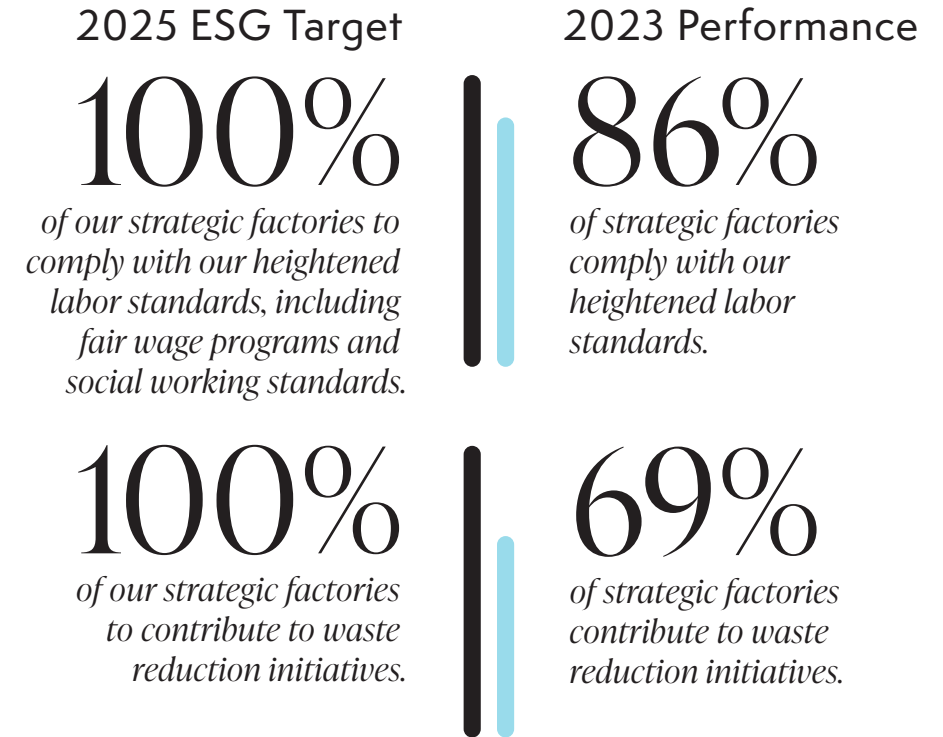 2025 ESG Target
2023 Performance
100%
of our strategic factories to
comply with our heightened
labor standards, including
fair wage programs and
social working standards.
86%
of strategic factories
comply with our
heightened labor
standards.
100%
of our strategic factories
to contribute to waste
reduction initiatives.
69%
of strategic factories
contribute to waste
reduction initiatives.